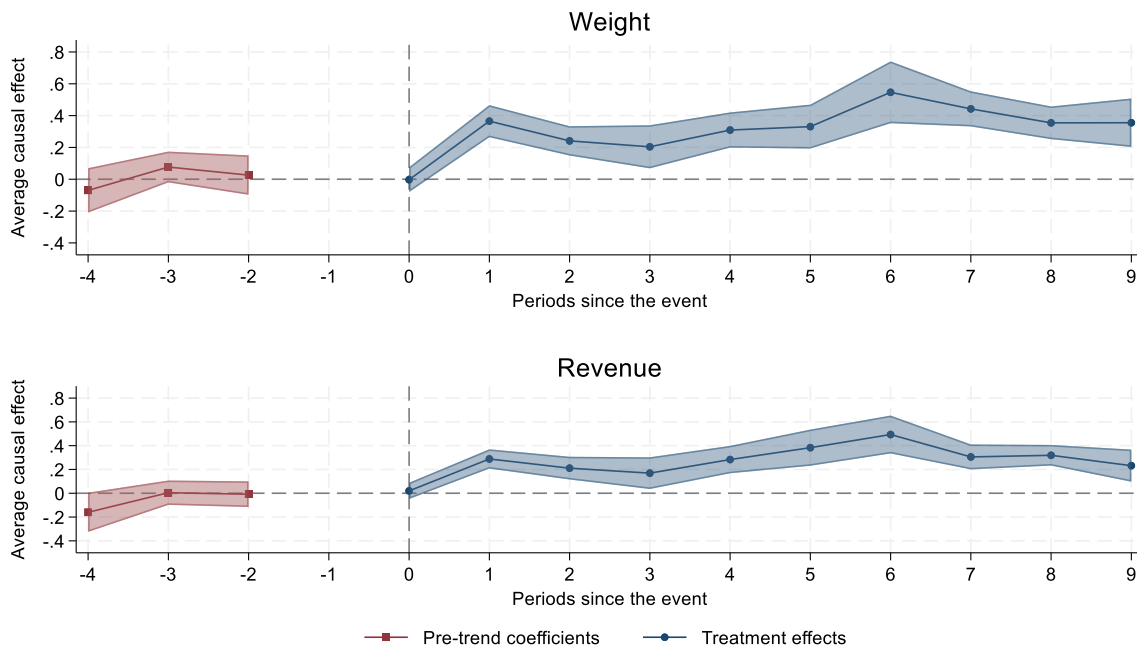 Weight
Average causal effect
.8
.6
.4
.2
0
-.2
-.4
-4 -3 -2 -1 0 1 2 3 4 5 6 7 8 9
Periods since the event
Revenue
Average causal effect
.8
.6
.4
.2
0
-.2
-.4
-4 -3 -2 -1 0 1 2 3 4 5 6 7 8 9
Periods since the event
Pre-trend coefficients Treatment effects